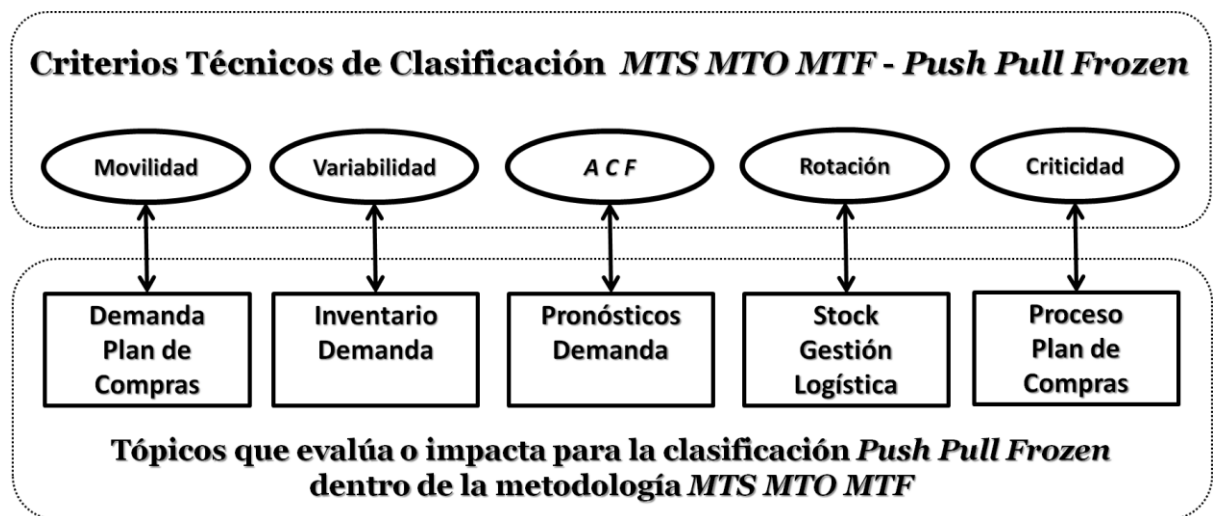 Criterios Técnicos de Clasificación MTS MTO MTF - Push Pull Frozen
Movilidad
Variabilidad
A C F
Rotación
Criticidad
Demanda
Plan de
Compras
Inventario
Demanda
Pronósticos
Demanda
Stock
Gestión
Logística
Proceso
Plan de
Compras
Tópicos que evalúa o impacta para la clasificación Push Pull Frozen
dentro de la metodología MTS MTO MTF